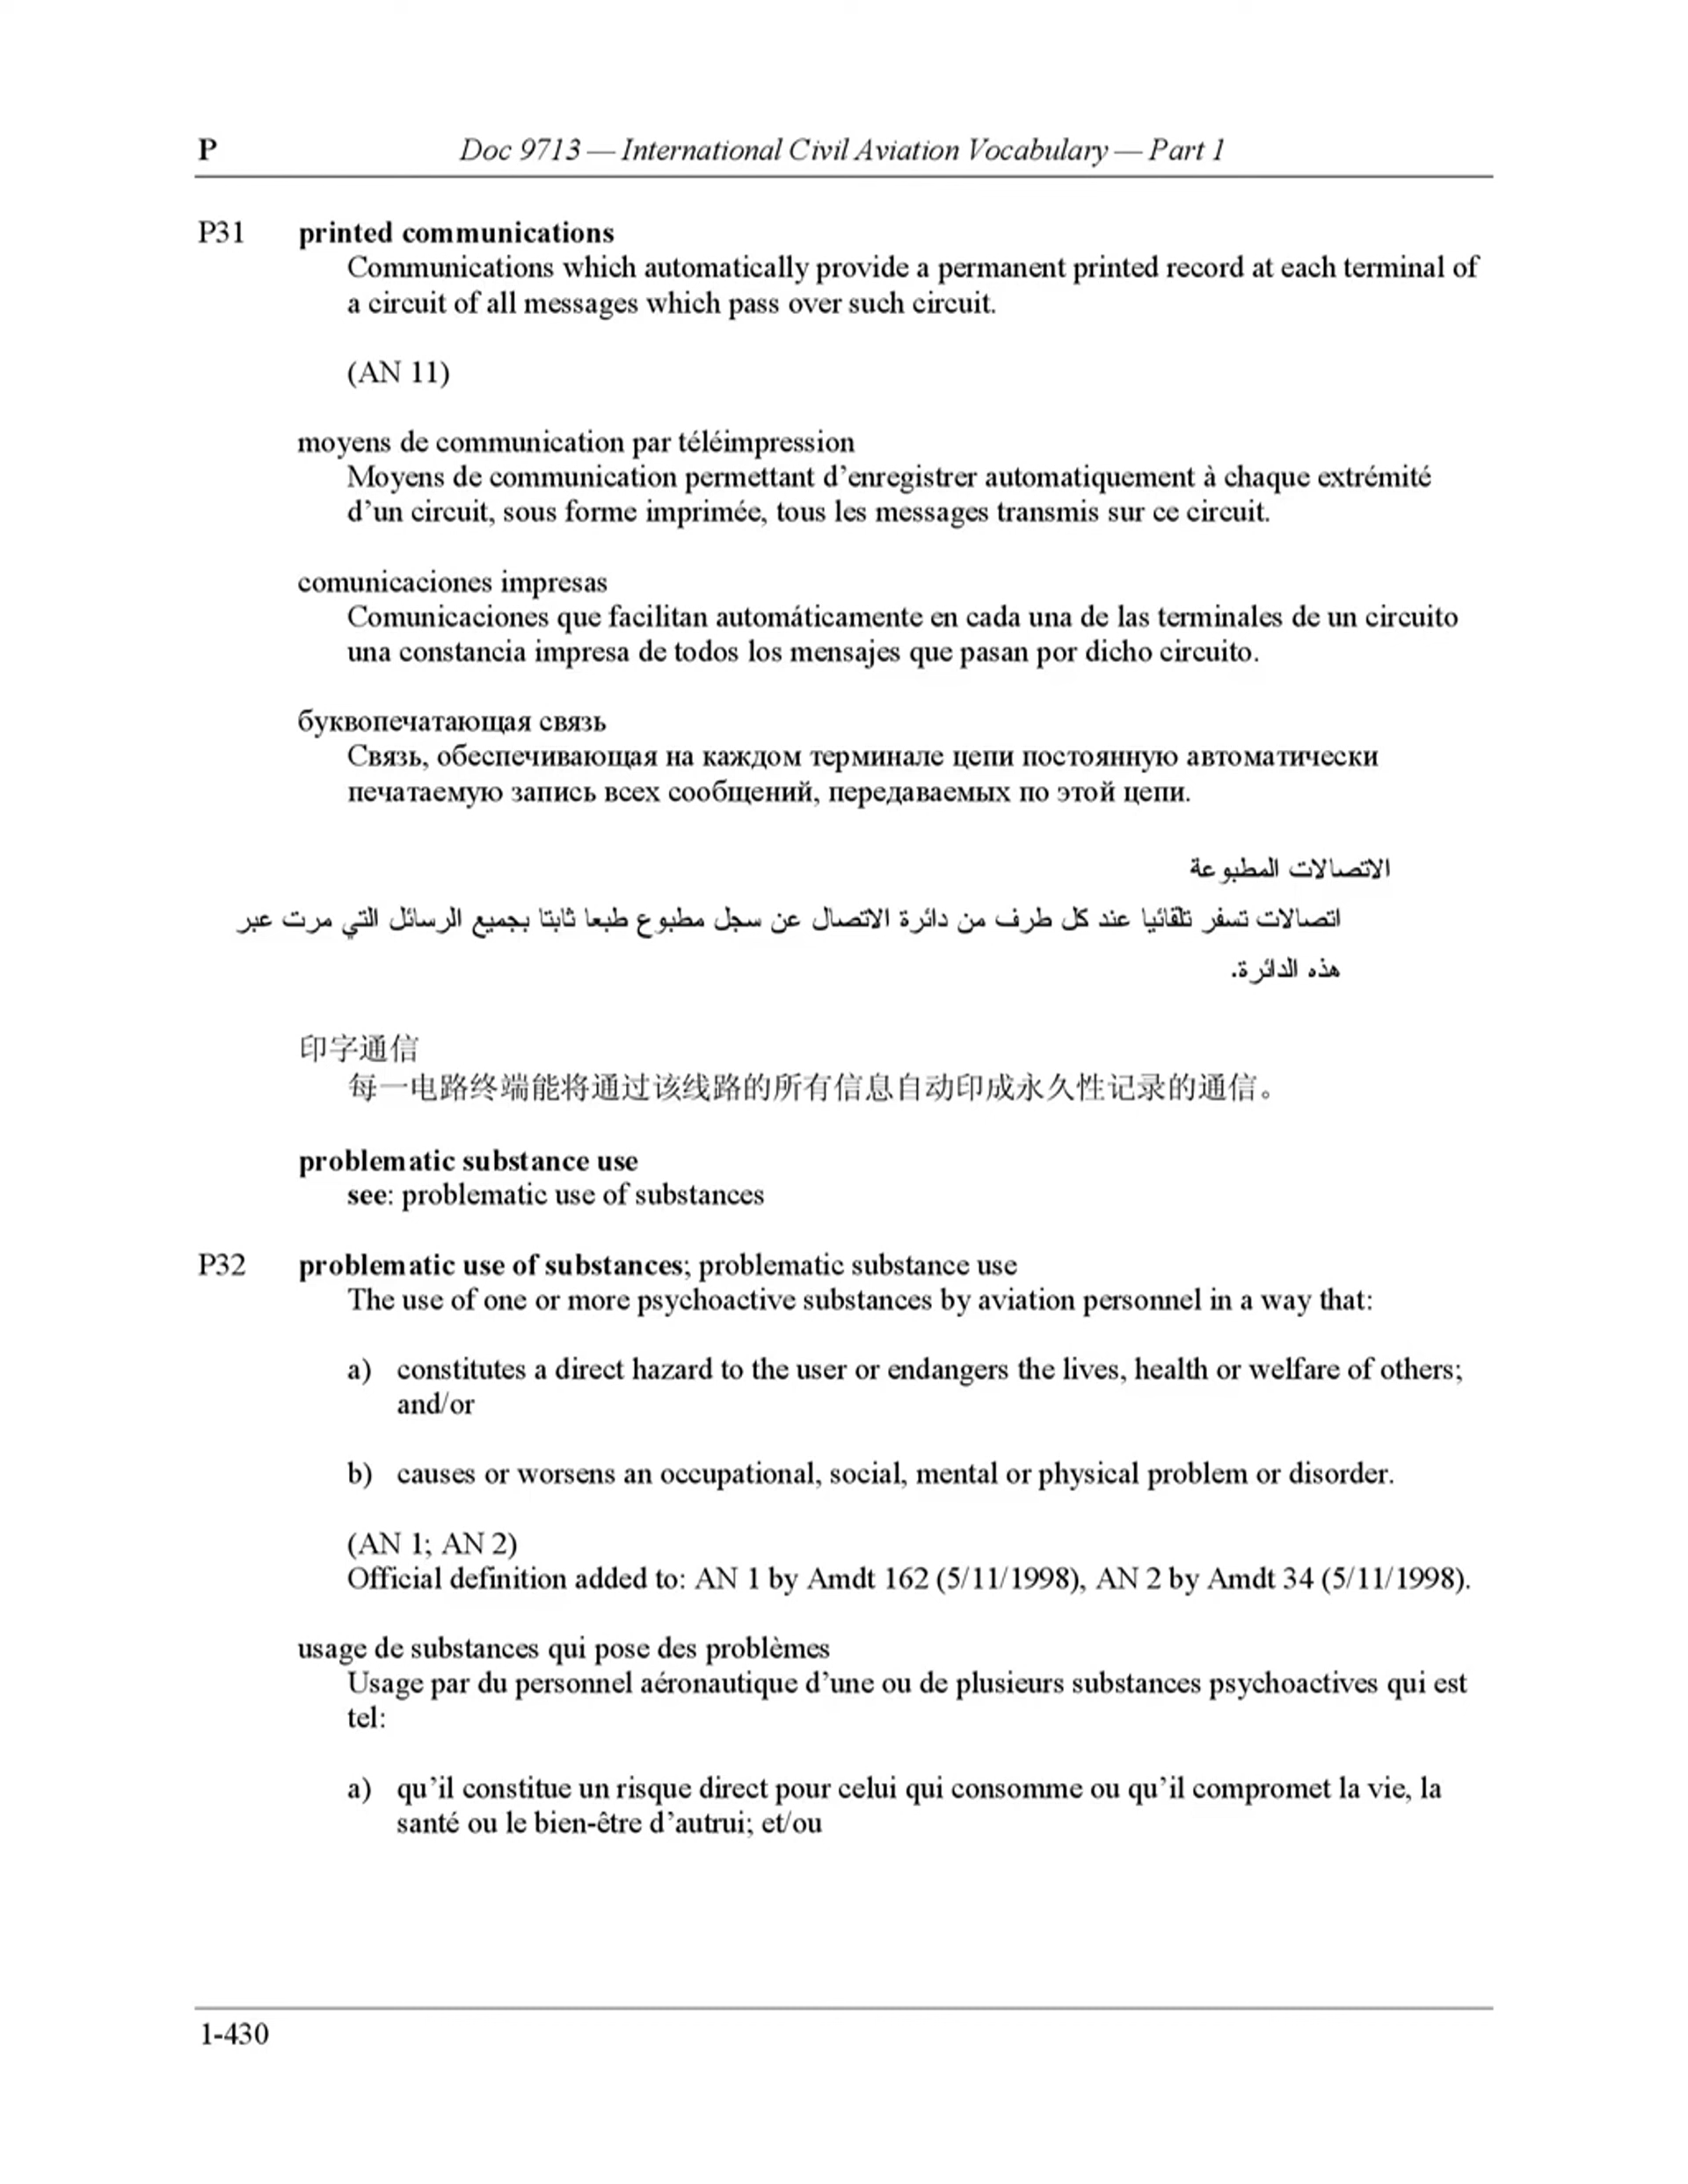 P Doc 9713 — International Civil Aviation Vocabulary — Part 1
P31 printed communications
Communications which automatically provide a permanent printed record at each terminal of
a circuit of all messages which pass over such circuit.
(AN 11)
moyens de communication par téléimpression
Moyens de communication permettant d’enregistrer automatiquement à chaque extrémité
d’un circuit, sous forme imprimée, tous les messages transmis sur ce circuit.
comunicaciones impresas
Comunicaciones que facilitan automáticamente en cada una de las terminales de un circuito
una constancia impresa de todos los mensajes que pasan por dicho circuito.
буквопечатающая связь
Связь, обеспечивающая на каждом терминале цепи постоянную автоматически
печатаемую запись всех сообщений, передаваемых по этой цепи.
الاتصالات المطبوعة
اتصالات تسفر تلقائيا عند كل طرف من دائرة الاتصال عن سجل مطبوع طبعا ثابتا بجميع الرسائل التي مرت عبر
هذه الدائرة.
印字通信
每一电路终端能将通过该线路的所有信息自动印成永久性记录的通信。
problematic substance use
see: problematic use of substances
P32 problematic use of substances; problematic substance use
The use of one or more psychoactive substances by aviation personnel in a way that:
a) constitutes a direct hazard to the user or endangers the lives, health or welfare of others;
and/or
b) causes or worsens an occupational, social, mental or physical problem or disorder.
(AN 1; AN 2)
Official definition added to: AN 1 by Amdt 162 (5/11/1998), AN 2 by Amdt 34 (5/11/1998).
usage de substances qui pose des problèmes
Usage par du personnel aéronautique d’une ou de plusieurs substances psychoactives qui est
tel:
a) qu’il constitue un risque direct pour celui qui consomme ou qu’il compromet la vie, la
santé ou le bien-être d’autrui; et/ou
1-430